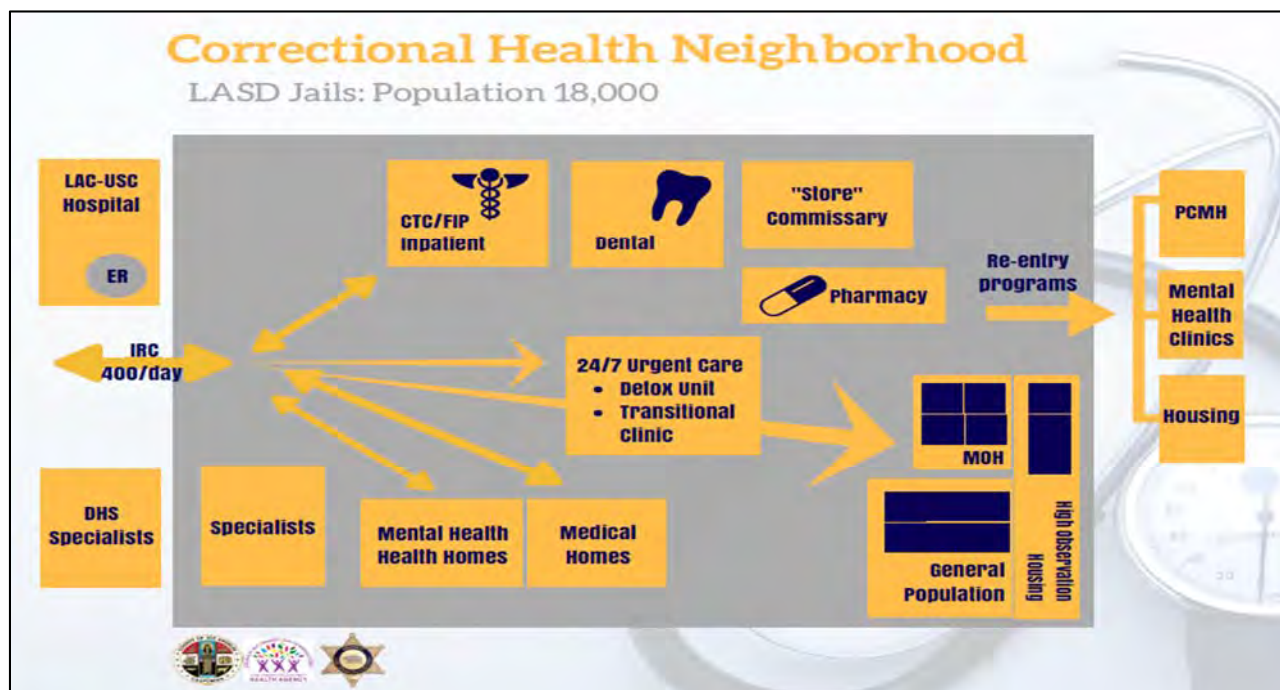 Correctional Health Neighborhood
LASD Jails: Population 18,000
LAC-USC
Hospital
ER
IRC
400/day
DHS
Specialists
CTC/FIP
Inpatient
Dental
"Store"
Commissary
Pharmacy
24/7 Urgent Care
• Detox Unit
• Transitional
Clinic
Specialists
Mental Health
Health Homes
Medical
Homes
MOH
General
Population
High Observation
Housing
Re-entry
programs
PCMH
Mental
Health
Clinics
Housing
HEALTH AGENCY